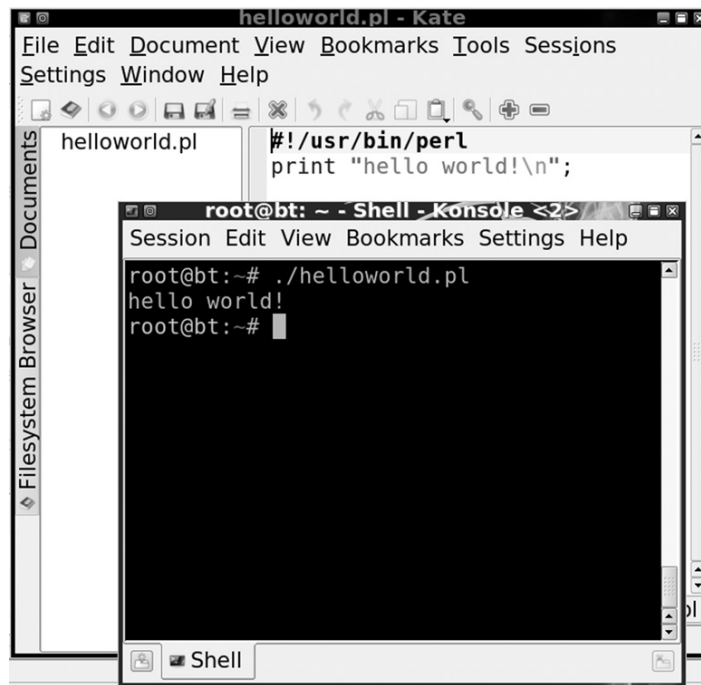 helloworld.pl - Kate
File Edit Document View Bookmarks Tools Sessions
Settings Window Help
Documents
Filesystem Browser
helloworld.pl
#!/usr/bin/perl
print "hello world!\n";
root@bt: ~ - Shell - Konsole <2>
Session Edit View Bookmarks Settings Help
root@bt:~# ./helloworld.pl
hello world!
root@bt:~#
Shell